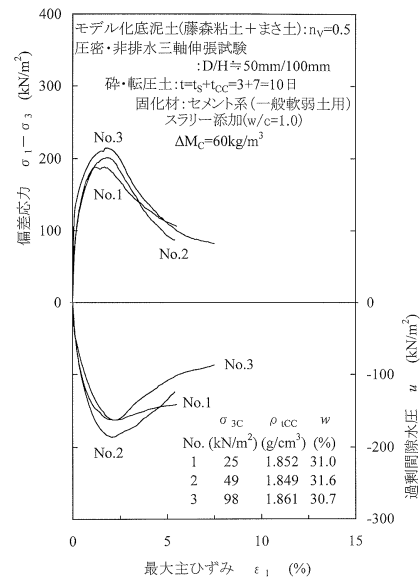 モデル化底泥土(藤森粘土＋まさ土):nV=0.5
圧密・非排水三軸伸張試験
:D/H≒50mm/100mm
砕・転圧土:t=tS+tCC=3+7=10日
固化材:セメント系(一般軟弱土用)
スラリー添加(w/c=1.0)
ΔMC=60kg/m3
偏差応力 σ1−σ3 (kN/m2)
400
300
200
100
0
No.3
No.1
No.2
0
-100
-200
-300
過剰間隙水圧 u (kN/m2)
No.3
No.1
No.2
σ3C ρtCC w
No. (kN/m2) (g/cm3) (%)
1 25 1.852 31.0
2 49 1.849 31.6
3 98 1.861 30.7
0 5 10 15
最大主ひずみ ε1 (%)